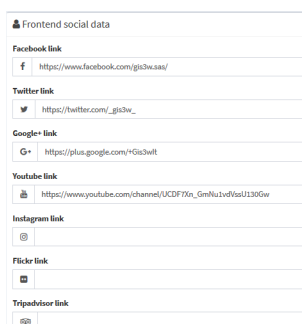 Frontend social data
Facebook link
https://www.facebook.com/gis3w.sas/
Twitter link
https://twitter.com/_gis3w_
Google+ link
https://plus.google.com/+Gis3wIt
Youtube link
https://www.youtube.com/channel/UCDF7Xn_GmNu1vdVssU130Gw
Instagram link
Flickr link
Tripadvisor link